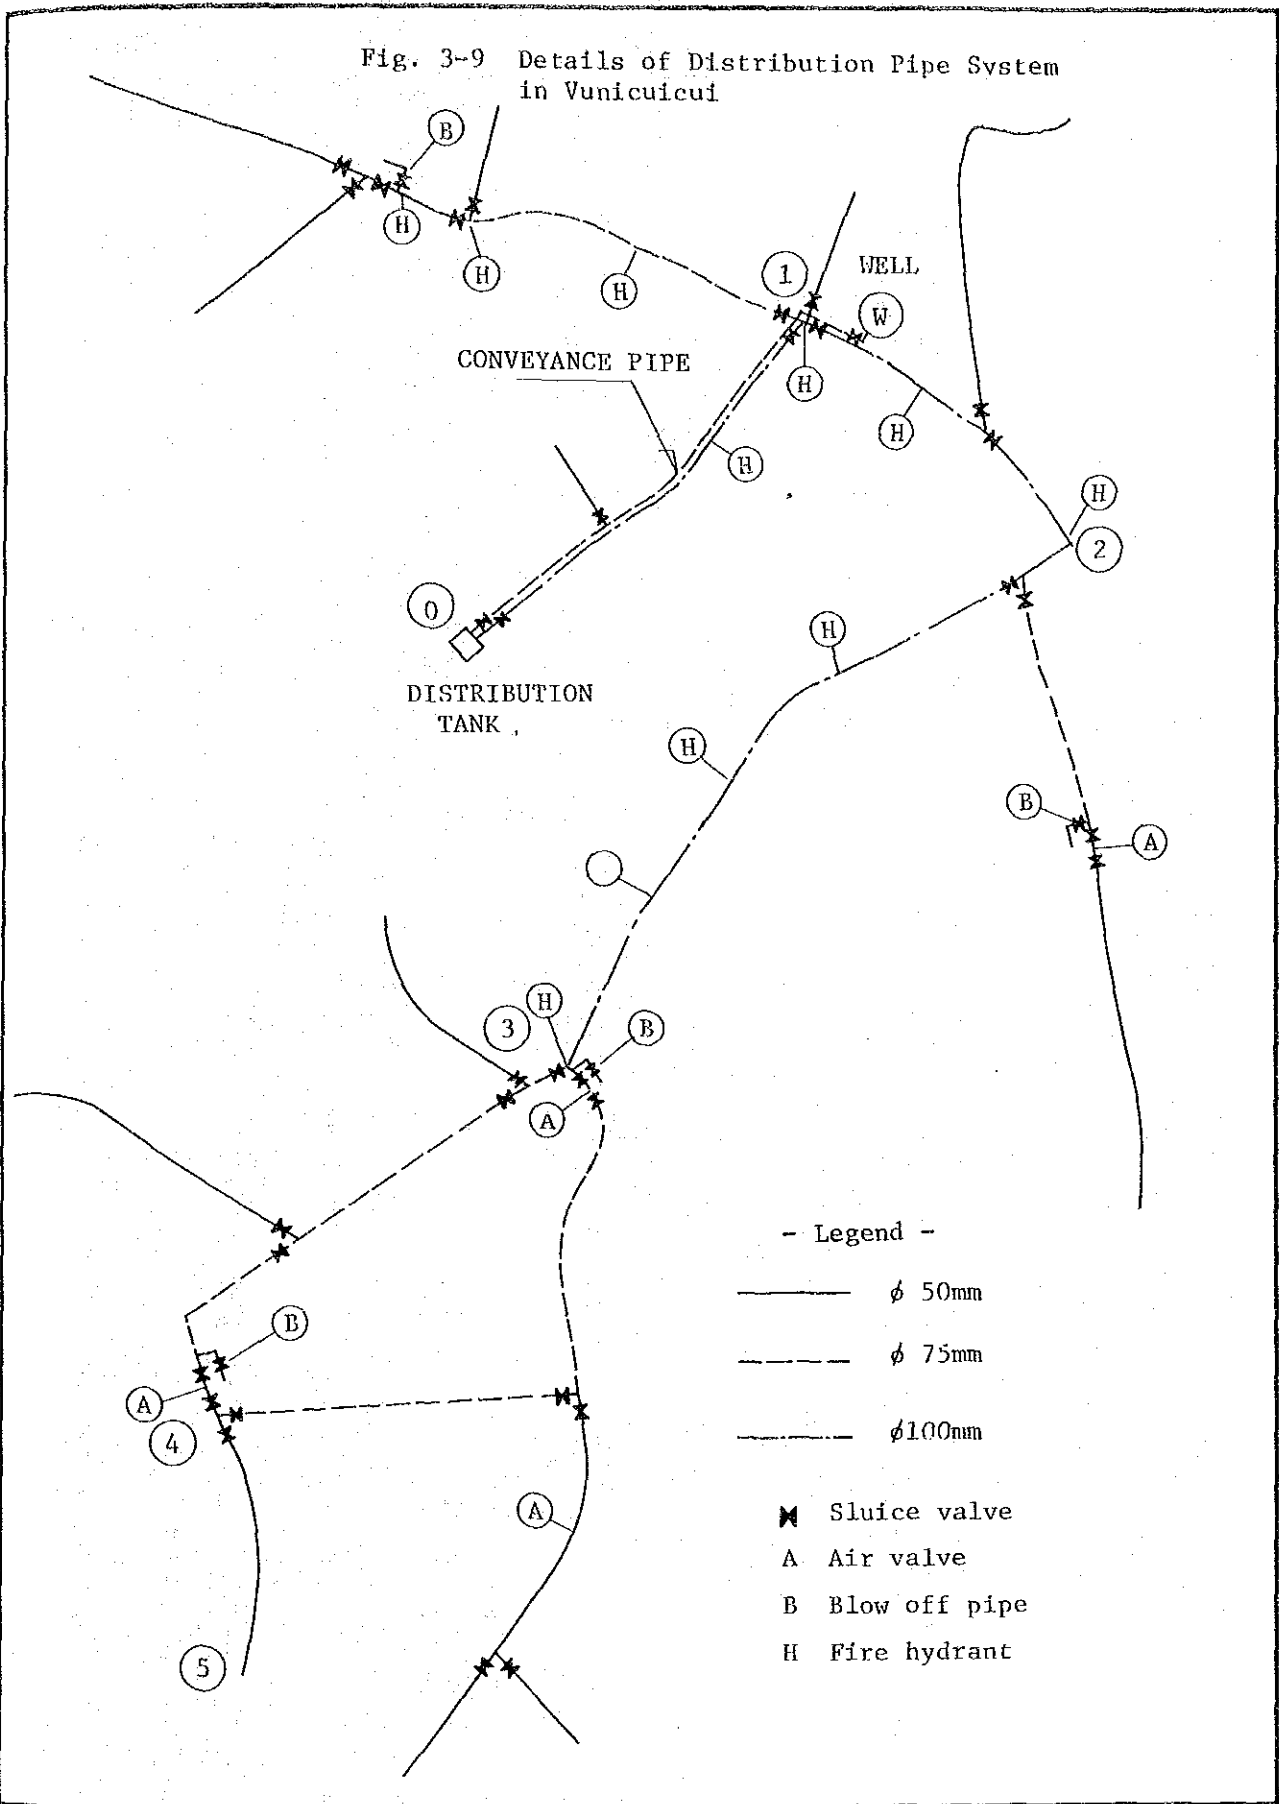 Fig. 3-9 Details of Distribution Pipe System
in Vunicuicui
B
H
H
H
1
WELL
W
CONVEYANCE PIPE
H
H
H
H
2
0
DISTRIBUTION
TANK
H
H
B
A
3
H
B
A
- Legend -
φ 50mm
φ 75mm
φ100mm
B
A
4
A
Sluice valve
A Air valve
B Blow off pipe
H Fire hydrant
5